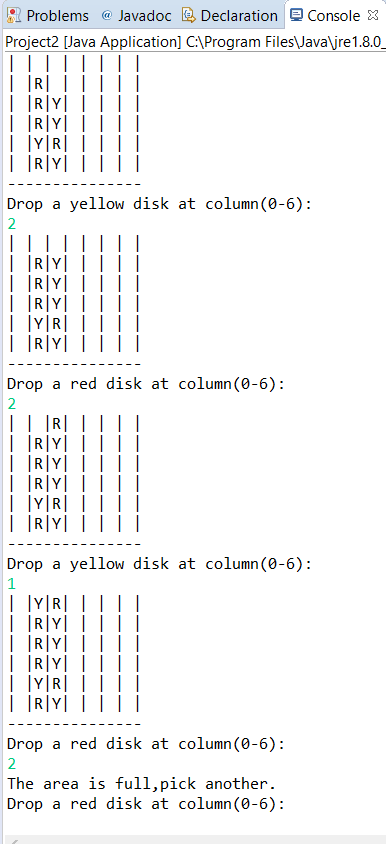 Problems @ Javadoc Declaration Console
Project2 [Java Application] C:\Program Files\Java\jre1.8.0_
| | | | | | | |
| |R| | | | | |
| |R|Y| | | | |
| |R|Y| | | | |
| |Y|R| | | | |
| |R|Y| | | | |
---------------
Drop a yellow disk at column(0-6):
2
| | | | | | | |
| |R|Y| | | | |
| |R|Y| | | | |
| |R|Y| | | | |
| |Y|R| | | | |
| |R|Y| | | | |
---------------
Drop a red disk at column(0-6):
2
| | |R| | | | |
| |R|Y| | | | |
| |R|Y| | | | |
| |R|Y| | | | |
| |Y|R| | | | |
| |R|Y| | | | |
---------------
Drop a yellow disk at column(0-6):
1
| |Y|R| | | | |
| |R|Y| | | | |
| |R|Y| | | | |
| |R|Y| | | | |
| |Y|R| | | | |
| |R|Y| | | | |
---------------
Drop a red disk at column(0-6):
2
The area is full,pick another.
Drop a red disk at column(0-6):